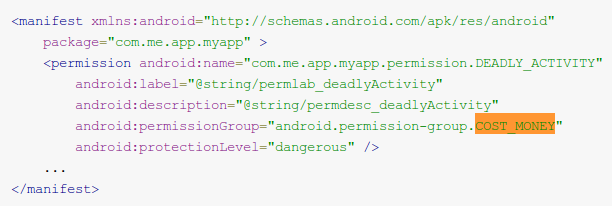 <manifest xmlns:android="http://schemas.android.com/apk/res/android"
    package="com.me.app.myapp" >
    <permission android:name="com.me.app.myapp.permission.DEADLY_ACTIVITY"
        android:label="@string/permlab_deadlyActivity"
        android:description="@string/permdesc_deadlyActivity"
        android:permissionGroup="android.permission-group.COST_MONEY"
        android:protectionLevel="dangerous" />
    ...
</manifest>